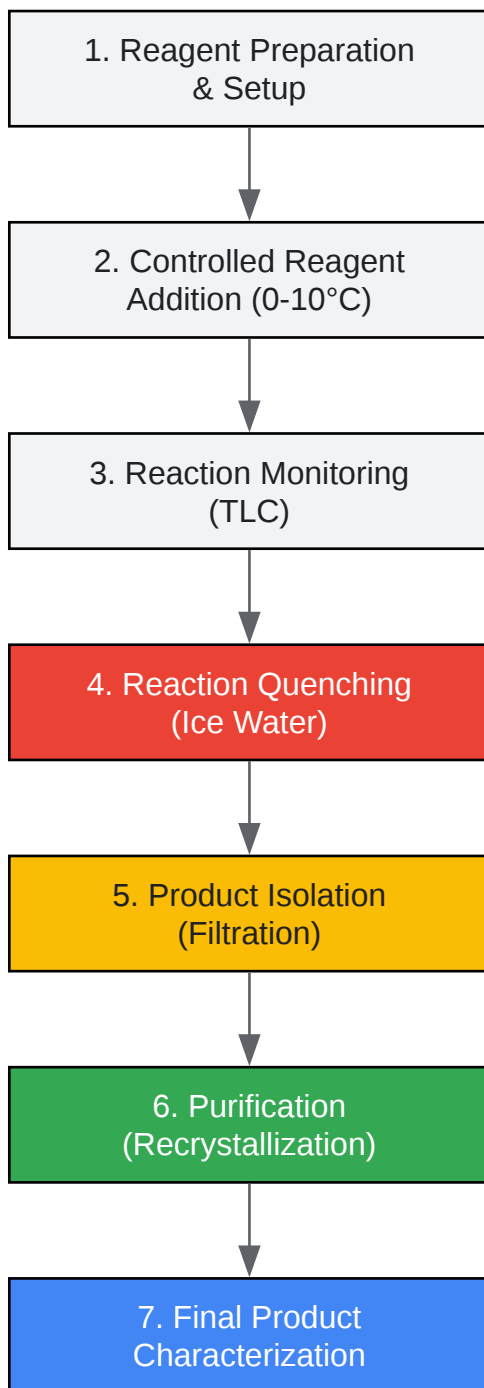 1. Reagent Preparation
& Setup
2. Controlled Reagent
Addition (0-10°C)
3. Reaction Monitoring
(TLC)
4. Reaction Quenching
(Ice Water)
5. Product Isolation
(Filtration)
6. Purification
(Recrystallization)
7. Final Product
Characterization